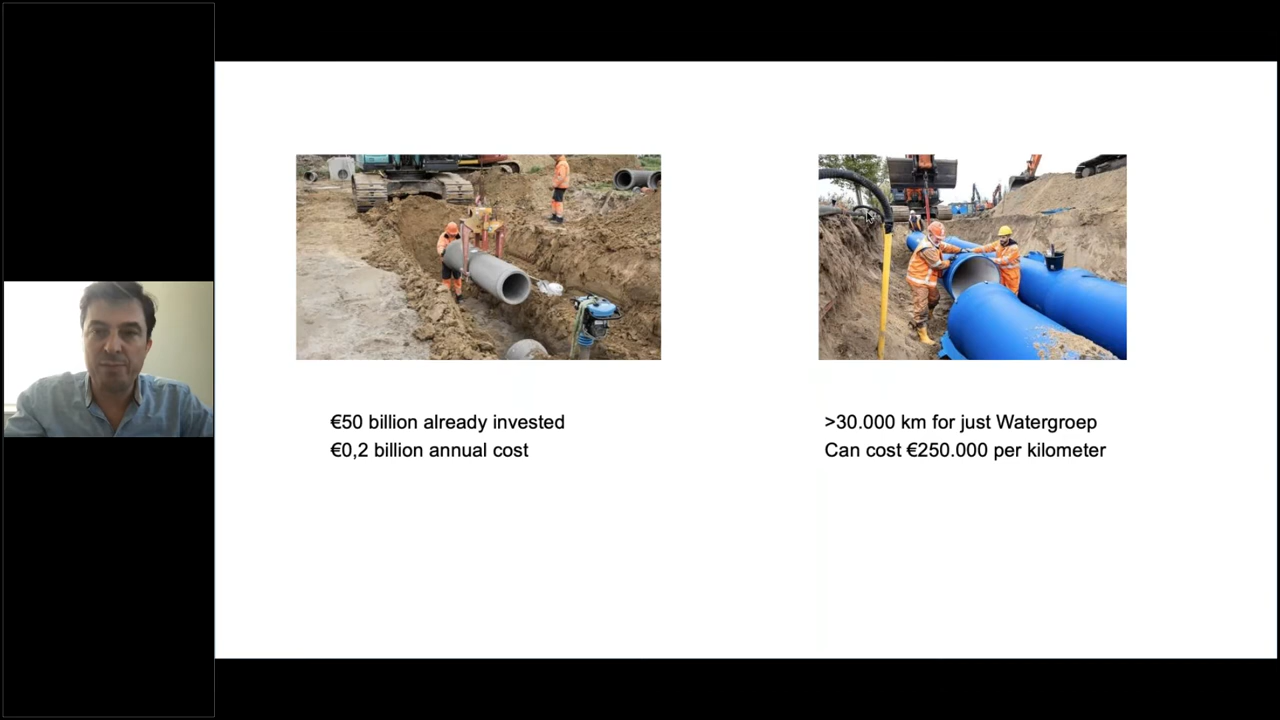 €50 billion already invested
€0,2 billion annual cost
>30.000 km for just Watergroep
Can cost €250.000 per kilometer